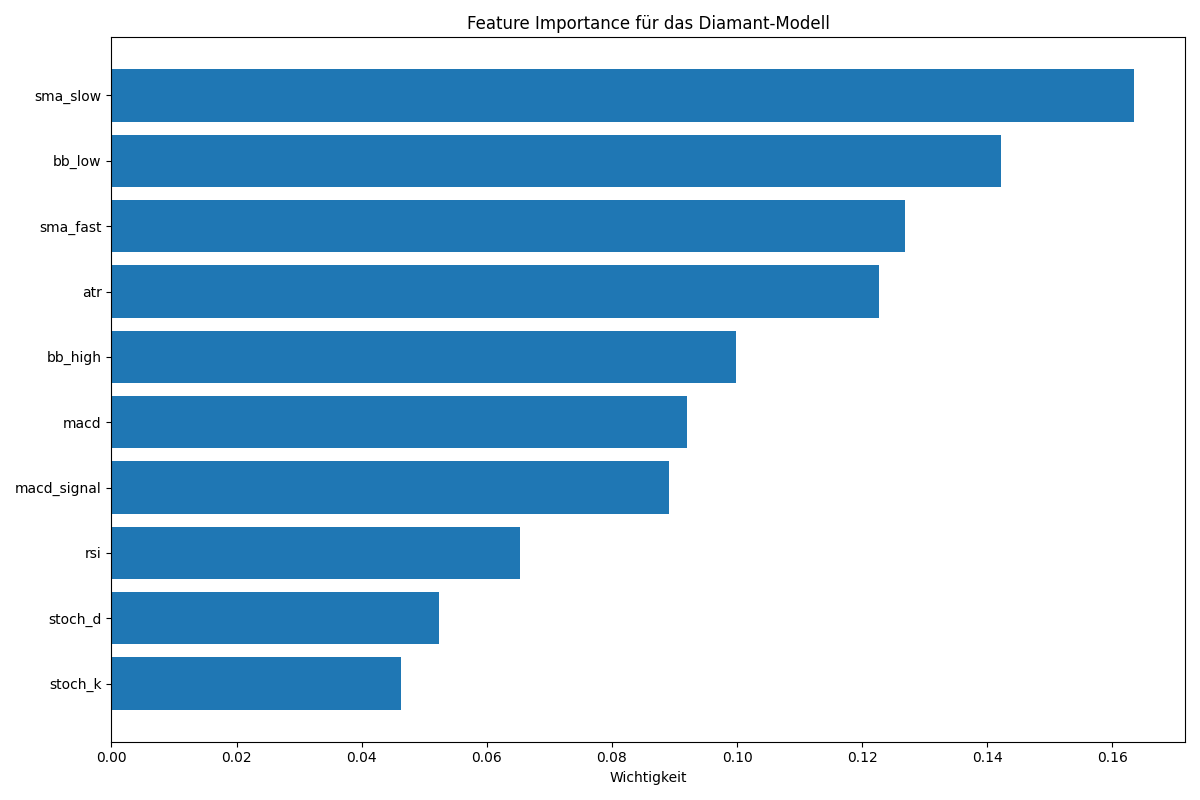 Feature Importance für das Diamant-Modell
sma_slow
bb_low
sma_fast
atr
bb_high
macd
macd_signal
rsi
stoch_d
stoch_k
0.00 0.02 0.04 0.06 0.08 0.10 0.12 0.14 0.16
Wichtigkeit